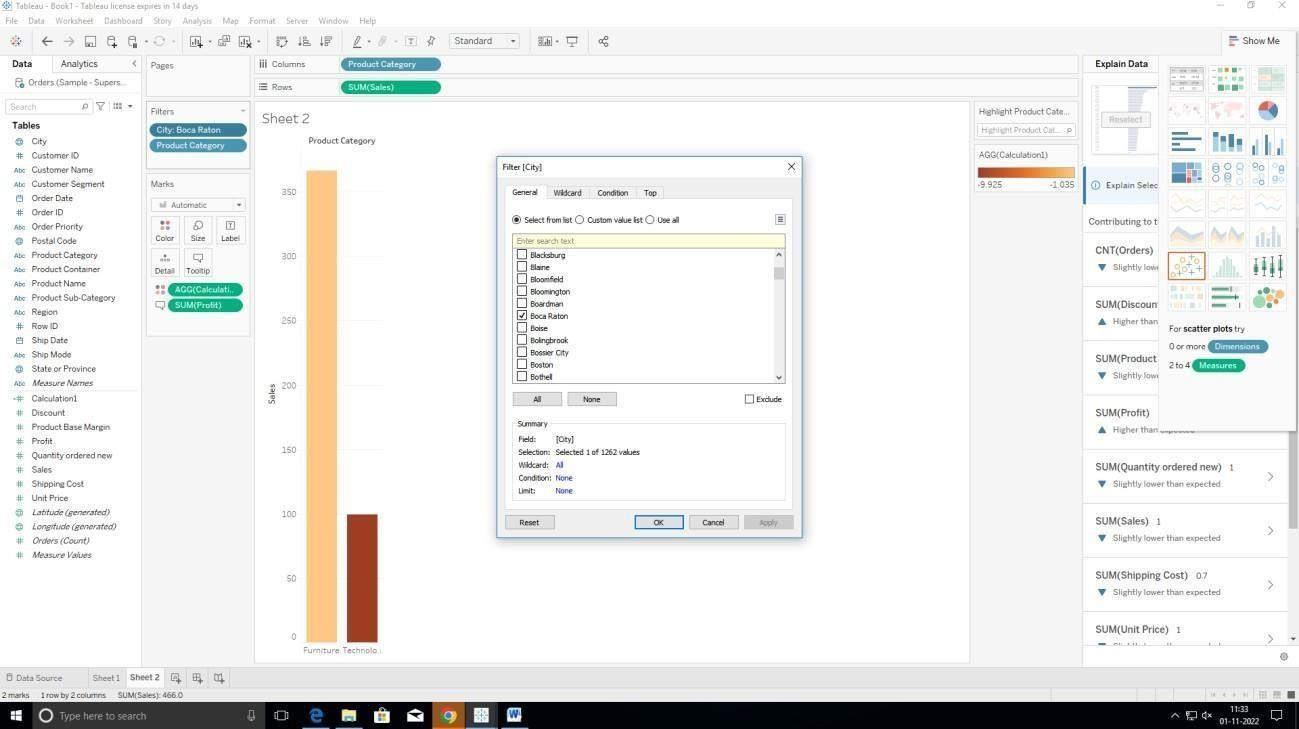 Tableau - Book1 - Tableau license expires in 14 days
File Data Worksheet Dashboard Story Analysis Map Format Server Window Help
Standard
Show Me
Data Analytics
Orders (Sample - Supers...
Search
Tables
City
Customer ID
Abc Customer Name
Abc Customer Segment
Order Date
Order ID
Abc Order Priority
Postal Code
Abc Product Category
Abc Product Container
Abc Product Name
Abc Product Sub-Category
Abc Region
Row ID
Ship Date
Abc Ship Mode
State or Province
Abc Measure Names
Calculation1
Discount
Product Base Margin
Profit
Quantity ordered new
Sales
Shipping Cost
Unit Price
Latitude (generated)
Longitude (generated)
Orders (Count)
Measure Values
Pages
Filters
City: Boca Raton
Product Category
Marks
Automatic
Color Size Label
Detail Tooltip
AGG(Calculati..
SUM(Profit)
Columns Product Category
Rows SUM(Sales)
Sheet 2
Product Category
350
300
250
200
150
100
50
0
Sales
Furniture Technolo..
Filter [City]
General Wildcard Condition Top
Select from list Custom value list Use all
Enter search text
Blacksburg
Blaine
Bloomfield
Bloomington
Boardman
Boca Raton
Boise
Bolingbrook
Bossier City
Boston
Bothell
All None Exclude
Summary
Field: [City]
Selection: Selected 1 of 1262 values
Wildcard: All
Condition: None
Limit: None
Reset OK Cancel Apply
Highlight Product Cate...
Highlight Product Cat...
AGG(Calculation1)
-9.925 -1.035
Explain Data
Reselect
Explain Selec
Contributing to t
CNT(Orders)
Slightly lowe
SUM(Discoun
Higher than
SUM(Product
Slightly lowe
SUM(Profit)
Higher than expected
SUM(Quantity ordered new) 1
Slightly lower than expected
SUM(Sales) 1
Slightly lower than expected
SUM(Shipping Cost) 0.7
Slightly lower than expected
SUM(Unit Price) 1
For scatter plots try
0 or more Dimensions
2 to 4 Measures
Data Source Sheet 1 Sheet 2
2 marks 1 row by 2 columns SUM(Sales): 466.0
Type here to search
11:33
01-11-2022